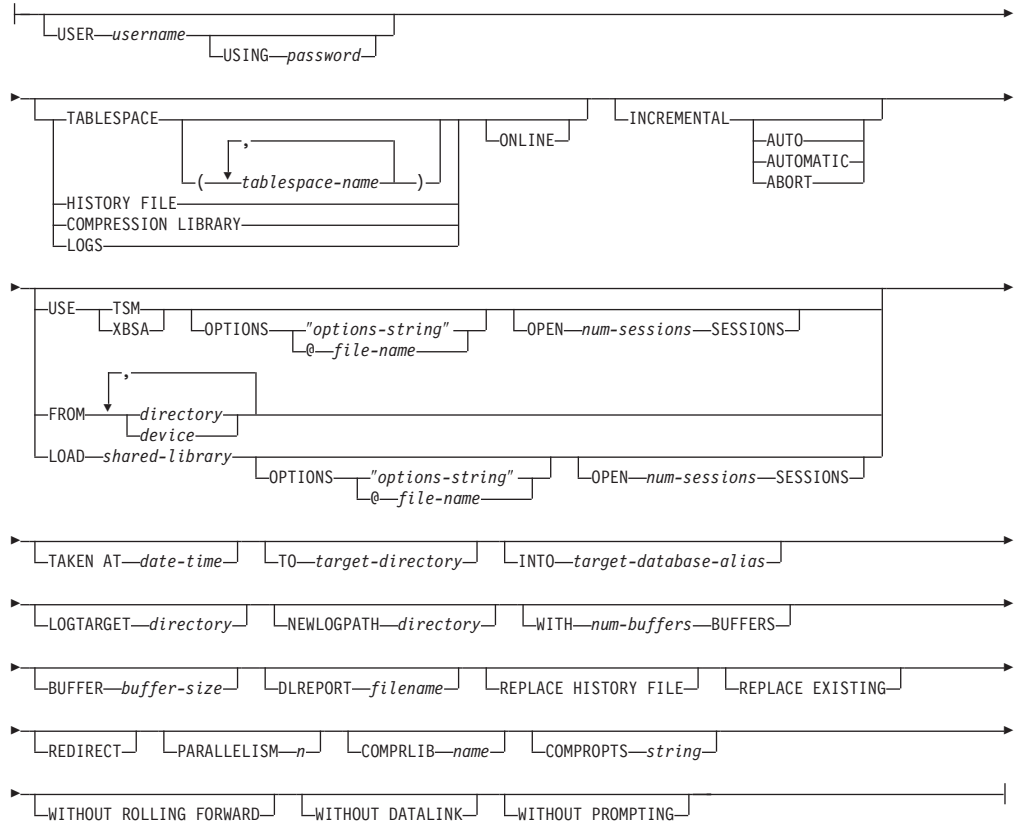 USER username
USING password
TABLESPACE
ONLINE
INCREMENTAL
,
( tablespace-name )
AUTO
AUTOMATIC
ABORT
HISTORY FILE
COMPRESSION LIBRARY
LOGS
USE TSM
XBSA
OPTIONS "options-string"
@ file-name
OPEN num-sessions SESSIONS
,
FROM directory
device
LOAD shared-library
OPTIONS "options-string"
@ file-name
OPEN num-sessions SESSIONS
TAKEN AT date-time TO target-directory INTO target-database-alias
LOGTARGET directory NEWLOGPATH directory WITH num-buffers BUFFERS
BUFFER buffer-size DLREPORT filename REPLACE HISTORY FILE REPLACE EXISTING
REDIRECT PARALLELISM n COMPRLIB name COMPROPTS string
WITHOUT ROLLING FORWARD WITHOUT DATALINK WITHOUT PROMPTING